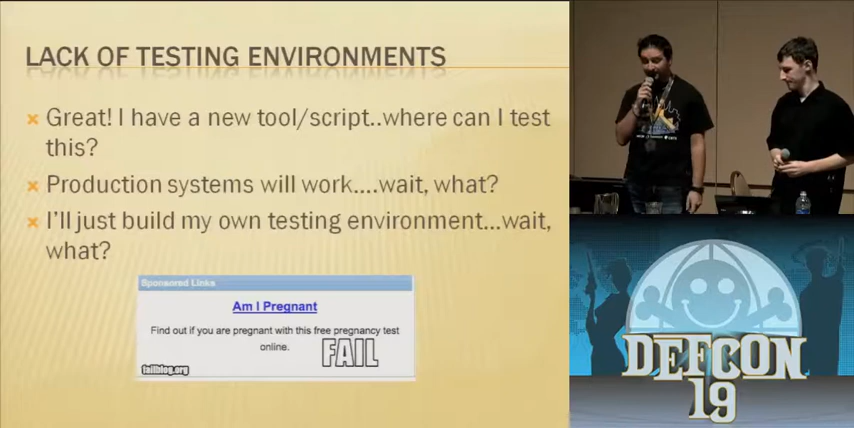 LACK OF TESTING ENVIRONMENTS
Great! I have a new tool/script..where can I test
this?
Production systems will work....wait, what?
I'll just build my own testing environment...wait,
what?
Sponsored Links
Am I Pregnant
Find out if you are pregnant with this free pregnancy test
online.
FAIL
failblog.org
DEFCON
19